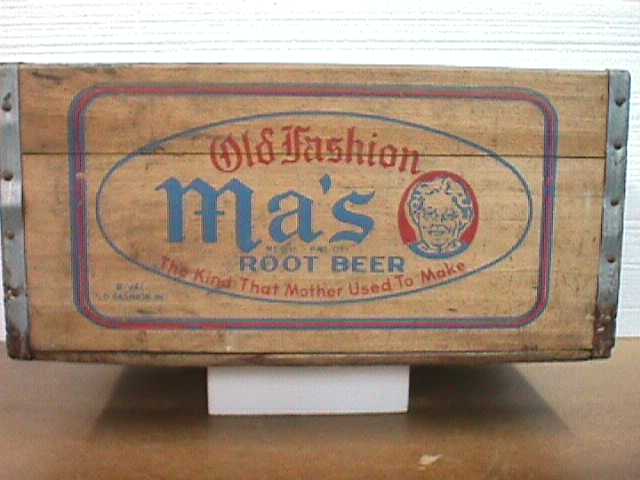 Old Fashion
Ma's
ROOT BEER
The Kind That Mother Used To Make